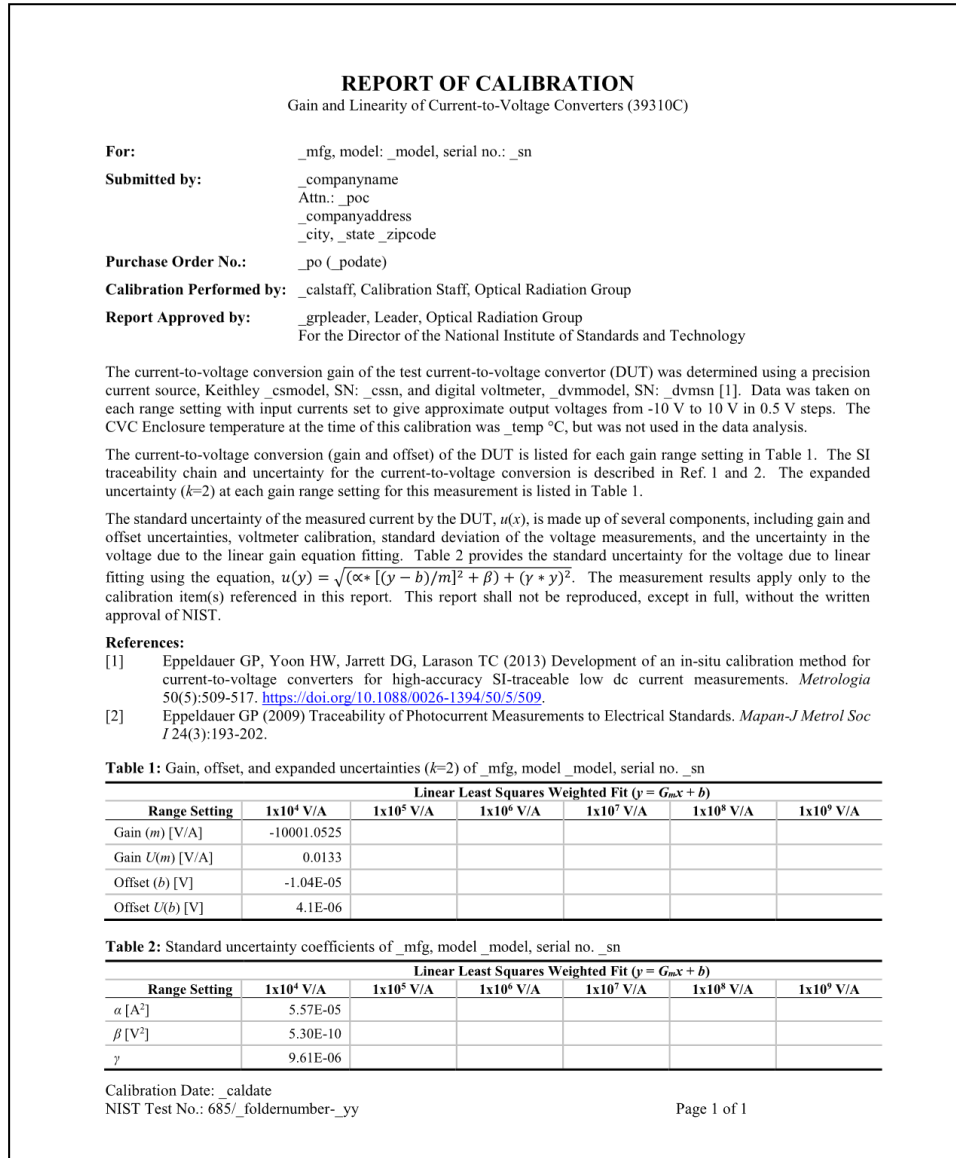 REPORT OF CALIBRATION
Gain and Linearity of Current-to-Voltage Converters (39310C)
For: _mfg, model: _model, serial no.: _sn
Submitted by: _companyname
Attn.: _poc
_companyaddress
_city, _state _zipcode
Purchase Order No.: _po (_podate)
Calibration Performed by: _calstaff, Calibration Staff, Optical Radiation Group
Report Approved by: _grpleader, Leader, Optical Radiation Group
For the Director of the National Institute of Standards and Technology
The current-to-voltage conversion gain of the test current-to-voltage convertor (DUT) was determined using a precision
current source, Keithley _csmodel, SN: _cssn, and digital voltmeter, _dvmmodel, SN: _dvmsn [1]. Data was taken on
each range setting with input currents set to give approximate output voltages from -10 V to 10 V in 0.5 V steps. The
CVC Enclosure temperature at the time of this calibration was _temp °C, but was not used in the data analysis.
The current-to-voltage conversion (gain and offset) of the DUT is listed for each gain range setting in Table 1. The SI
traceability chain and uncertainty for the current-to-voltage conversion is described in Ref. 1 and 2. The expanded
uncertainty (k=2) at each gain range setting for this measurement is listed in Table 1.
The standard uncertainty of the measured current by the DUT, u(x), is made up of several components, including gain and
offset uncertainties, voltmeter calibration, standard deviation of the voltage measurements, and the uncertainty in the
voltage due to the linear gain equation fitting. Table 2 provides the standard uncertainty for the voltage due to linear
fitting using the equation, u(y) = √(∝∗ [(y − b)/m]² + β) + (γ ∗ y)². The measurement results apply only to the
calibration item(s) referenced in this report. This report shall not be reproduced, except in full, without the written
approval of NIST.
References:
[1] Eppeldauer GP, Yoon HW, Jarrett DG, Larason TC (2013) Development of an in-situ calibration method for
current-to-voltage converters for high-accuracy SI-traceable low dc current measurements. Metrologia
50(5):509-517. https://doi.org/10.1088/0026-1394/50/5/509.
[2] Eppeldauer GP (2009) Traceability of Photocurrent Measurements to Electrical Standards. Mapan-J Metrol Soc
I 24(3):193-202.
Table 1: Gain, offset, and expanded uncertainties (k=2) of _mfg, model _model, serial no. _sn
Linear Least Squares Weighted Fit (y = Gₘx + b)
Range Setting 1x10⁴ V/A 1x10⁵ V/A 1x10⁶ V/A 1x10⁷ V/A 1x10⁸ V/A 1x10⁹ V/A
Gain (m) [V/A] -10001.0525
Gain U(m) [V/A] 0.0133
Offset (b) [V] -1.04E-05
Offset U(b) [V] 4.1E-06
Table 2: Standard uncertainty coefficients of _mfg, model _model, serial no. _sn
Linear Least Squares Weighted Fit (y = Gₘx + b)
Range Setting 1x10⁴ V/A 1x10⁵ V/A 1x10⁶ V/A 1x10⁷ V/A 1x10⁸ V/A 1x10⁹ V/A
α [A²] 5.57E-05
β [V²] 5.30E-10
γ 9.61E-06
Calibration Date: _caldate
NIST Test No.: 685/_foldernumber-_yy Page 1 of 1